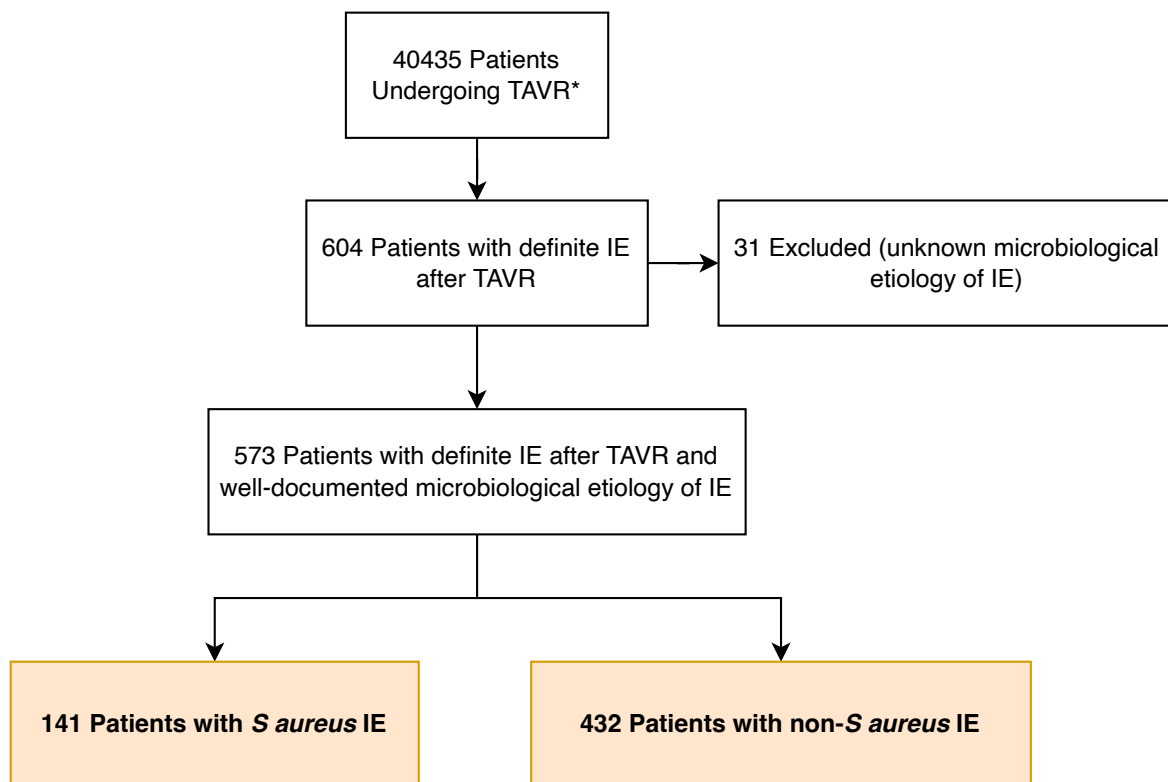 40435 Patients
Undergoing TAVR*
604 Patients with definite IE
after TAVR
31 Excluded (unknown microbiological
etiology of IE)
573 Patients with definite IE after TAVR and
well-documented microbiological etiology of IE
141 Patients with S aureus IE
432 Patients with non-S aureus IE